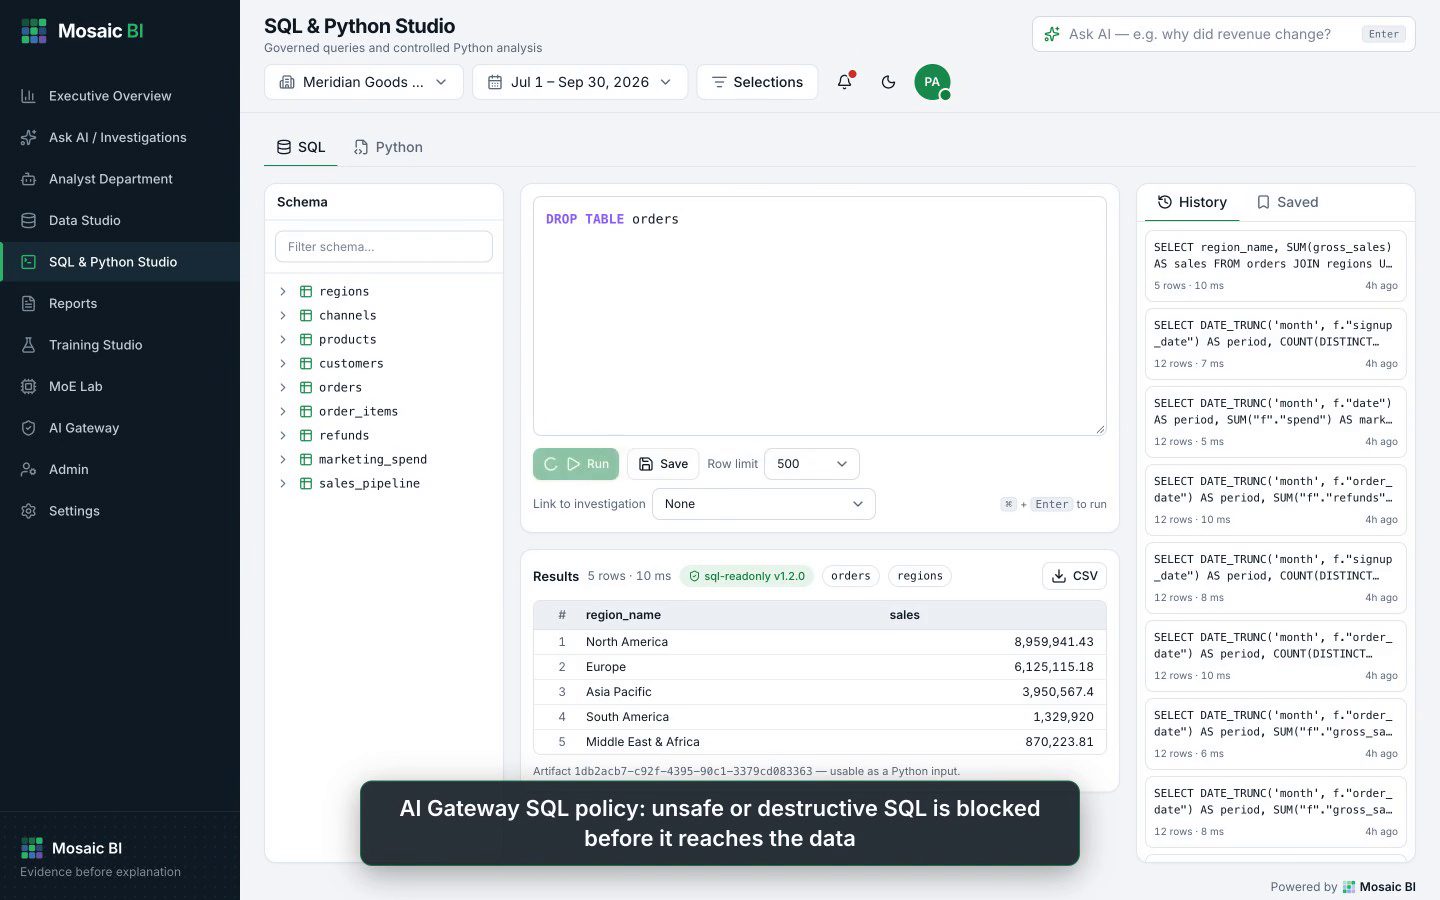 Mosaic BI
Executive Overview
Ask AI / Investigations
Analyst Department
Data Studio
SQL & Python Studio
Reports
Training Studio
MoE Lab
AI Gateway
Admin
Settings
Mosaic BI
Evidence before explanation
SQL & Python Studio
Governed queries and controlled Python analysis
Ask AI — e.g. why did revenue change?
Enter
Meridian Goods ...
Jul 1 – Sep 30, 2026
Selections
PA
SQL
Python
Schema
Filter schema...
regions
channels
products
customers
orders
order_items
refunds
marketing_spend
sales_pipeline
DROP TABLE orders
Run
Save
Row limit
500
Link to investigation
None
⌘ + Enter to run
Results
5 rows · 10 ms
sql-readonly v1.2.0
orders
regions
CSV
# region_name sales
1 North America 8,959,941.43
2 Europe 6,125,115.18
3 Asia Pacific 3,950,567.4
4 South America 1,329,920
5 Middle East & Africa 870,223.81
Artifact 1db2acb7-c92f-4395-90c1-3379cd083363 — usable as a Python input.
AI Gateway SQL policy: unsafe or destructive SQL is blocked
before it reaches the data
History
Saved
SELECT region_name, SUM(gross_sales)
AS sales FROM orders JOIN regions U…
5 rows · 10 ms 4h ago
SELECT DATE_TRUNC('month', f."signup
_date") AS period, COUNT(DISTINCT…
12 rows · 7 ms 4h ago
SELECT DATE_TRUNC('month', f."date")
AS period, SUM("f"."spend") AS mark…
12 rows · 5 ms 4h ago
SELECT DATE_TRUNC('month', f."order_
date") AS period, SUM("f"."refunds"…
12 rows · 10 ms 4h ago
SELECT DATE_TRUNC('month', f."signup
_date") AS period, COUNT(DISTINCT…
12 rows · 8 ms 4h ago
SELECT DATE_TRUNC('month', f."order_
date") AS period, COUNT(DISTINCT…
12 rows · 10 ms 4h ago
SELECT DATE_TRUNC('month', f."order_
date") AS period, SUM("f"."gross_sa…
12 rows · 6 ms 4h ago
SELECT DATE_TRUNC('month', f."order_
date") AS period, SUM("f"."gross_sa…
12 rows · 8 ms 4h ago
Powered by Mosaic BI